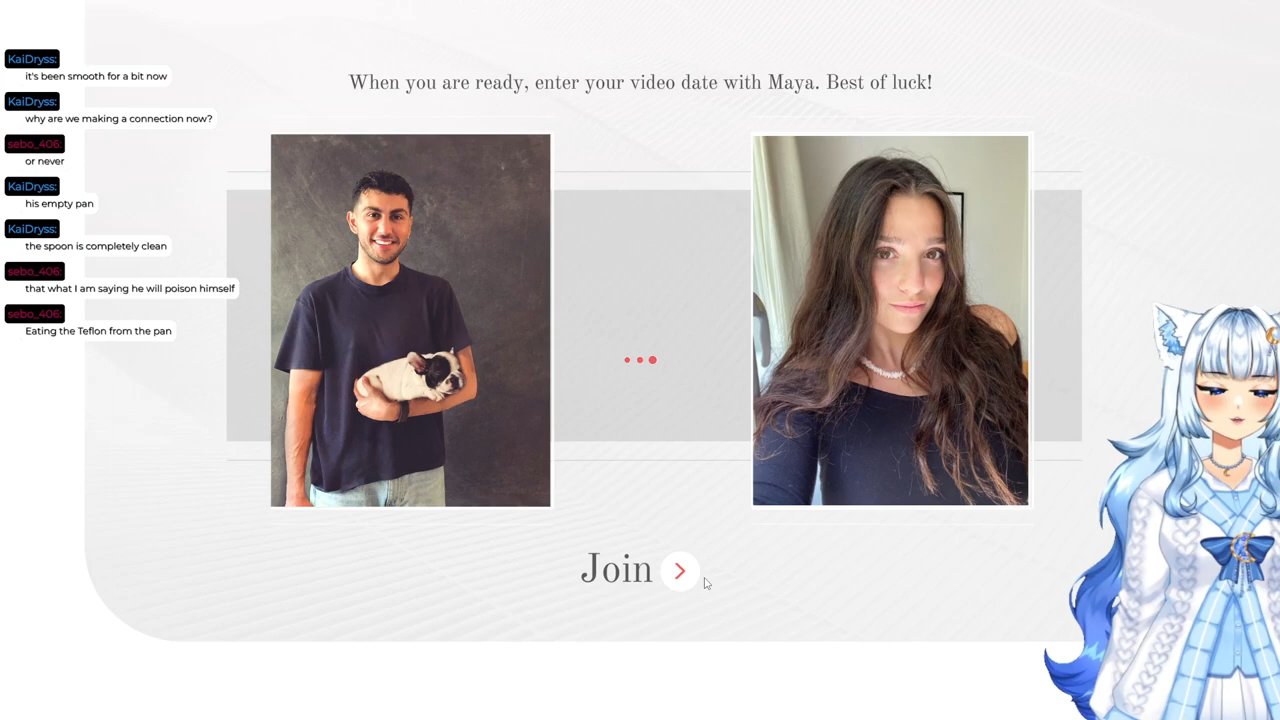 When you are ready, enter your video date with Maya. Best of luck!
KaiDryss:
it's been smooth for a bit now
KaiDryss:
why are we making a connection now?
sebo_406:
or never
KaiDryss:
his empty pan
KaiDryss:
the spoon is completely clean
sebo_406:
that what I am saying he will poison himself
sebo_406:
Eating the Teflon from the pan
Join